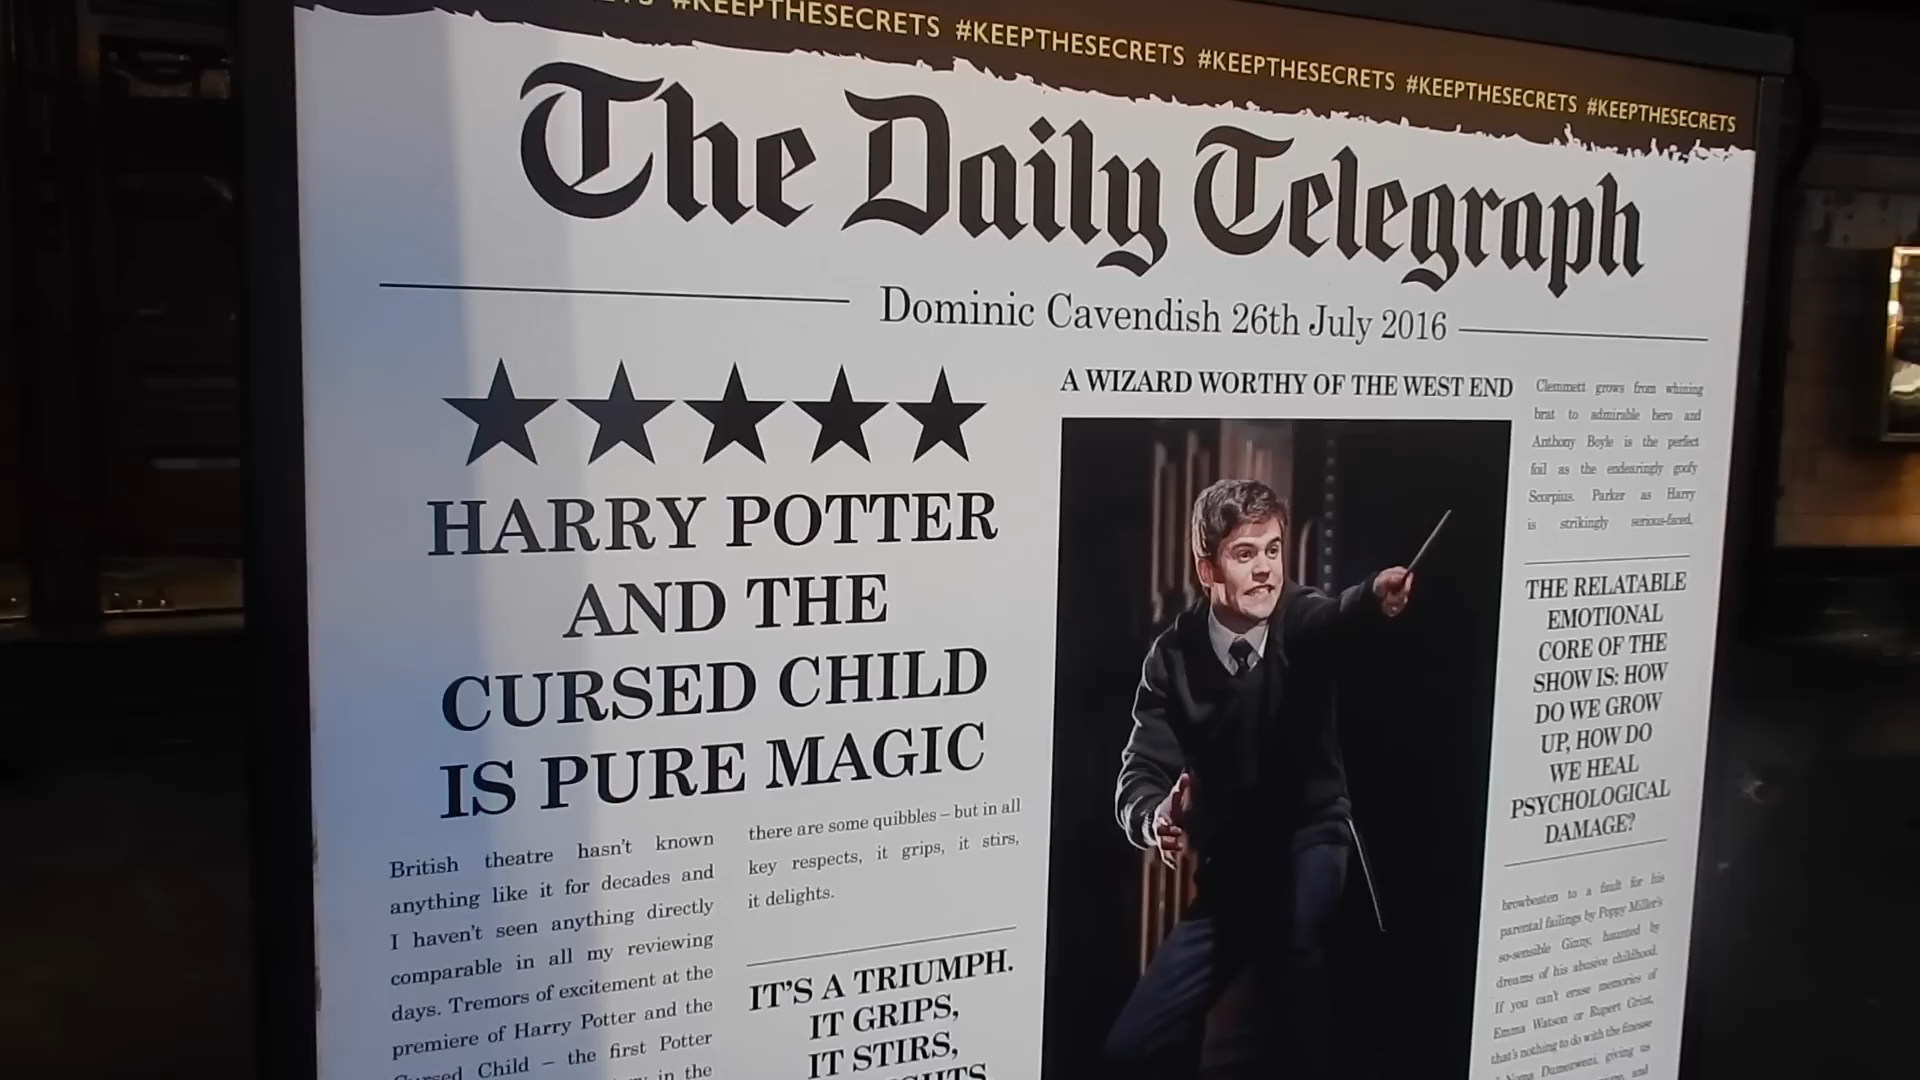 #KEEPTHESECRETS #KEEPTHESECRETS #KEEPTHESECRETS #KEEPTHESECRETS #KEEPTHESECRETS
The Daily Telegraph
Dominic Cavendish 26th July 2016
HARRY POTTER
AND THE
CURSED CHILD
IS PURE MAGIC
British theatre hasn't known
anything like it for decades and
I haven't seen anything directly
comparable in all my reviewing
days. Tremors of excitement at the
premiere of Harry Potter and the
Cursed Child – the first Potter
in the
there are some quibbles – but in all
key respects, it grips, it stirs,
it delights.
IT'S A TRIUMPH.
IT GRIPS,
IT STIRS,
A WIZARD WORTHY OF THE WEST END
Clemmett grows from whining
brat to admirable hero and
Anthony Boyle is the perfect
foil as the endearingly goofy
Scorpius. Parker as Harry
is strikingly serious-faced,
THE RELATABLE
EMOTIONAL
CORE OF THE
SHOW IS: HOW
DO WE GROW
UP, HOW DO
WE HEAL
PSYCHOLOGICAL
DAMAGE?
browbeaten to a fault for his
parental failings by Poppy Miller's
so-sensible Ginny, haunted by
dreams of his abusive childhood.
If you can't erase memories of
Emma Watson or Rupert Grint,
that's nothing to do with the finesse
Noma Dumezweni, giving us
and